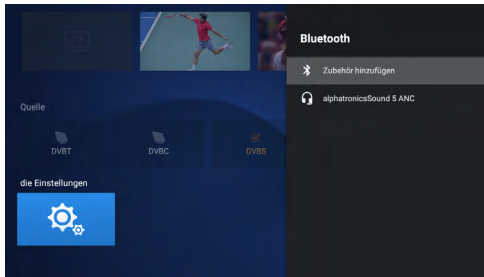 Bluetooth
Zubehör hinzufügen
alphatronicsSound 5 ANC
Quelle
DVBT
DVBC
DVBS
die Einstellungen